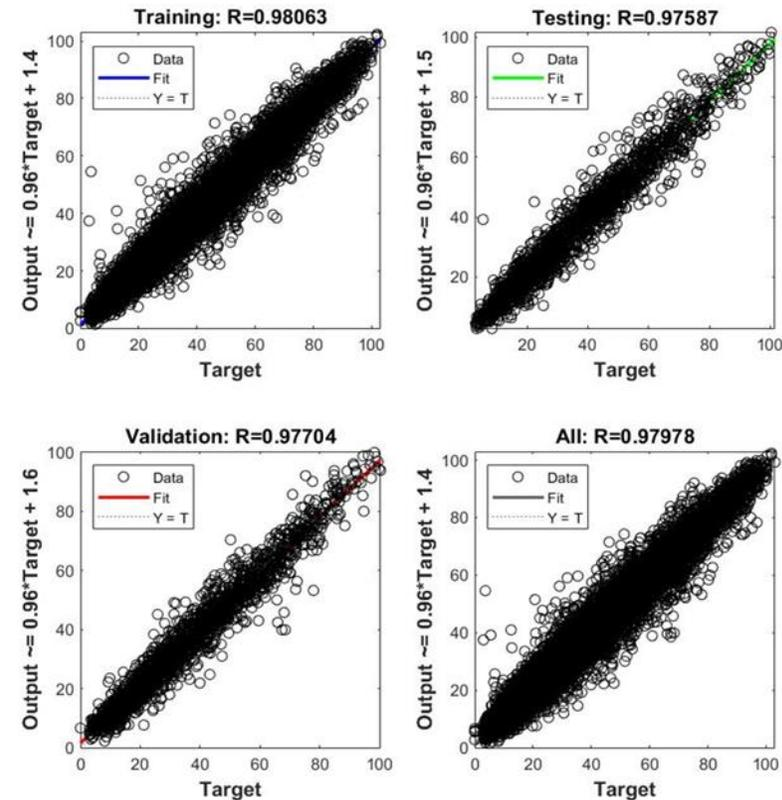 Training: R=0.98063
Output ~= 0.96*Target + 1.4
100
80
60
40
20
0
Data
Fit
Y = T
0 20 40 60 80 100
Target
Testing: R=0.97587
Output ~= 0.96*Target + 1.5
100
80
60
40
20
Data
Fit
Y = T
20 40 60 80 100
Target
Validation: R=0.97704
Output ~= 0.96*Target + 1.6
100
80
60
40
20
0
Data
Fit
Y = T
0 20 40 60 80 100
Target
All: R=0.97978
Output ~= 0.96*Target + 1.4
100
80
60
40
20
0
Data
Fit
Y = T
0 20 40 60 80 100
Target